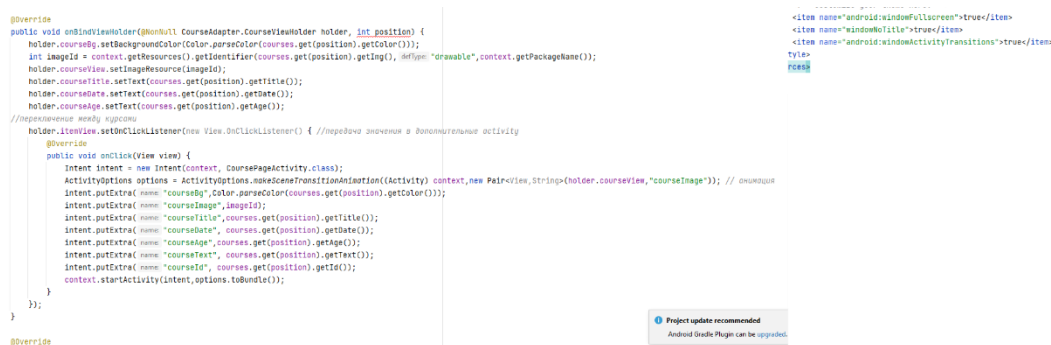 @Override
public void onBindViewHolder(@NonNull CourseAdapter.CourseViewHolder holder, int position) {
holder.courseBg.setBackgroundColor(Color.parseColor(courses.get(position).getColor()));
int imageId = context.getResources().getIdentifier(courses.get(position).getImg(), defType: "drawable",context.getPackageName());
holder.courseView.setImageResource(imageId);
holder.courseTitle.setText(courses.get(position).getTitle());
holder.courseDate.setText(courses.get(position).getDate());
holder.courseAge.setText(courses.get(position).getAge());
//переключение между курсами
holder.itemView.setOnClickListener(new View.OnClickListener() { //передача значения в дополнительные activity
@Override
public void onClick(View view) {
Intent intent = new Intent(context, CoursePageActivity.class);
ActivityOptions options = ActivityOptions.makeSceneTransitionAnimation((Activity) context,new Pair<View,String>(holder.courseView,"courseImage")); // анимация
intent.putExtra( name: "courseBg",Color.parseColor(courses.get(position).getColor()));
intent.putExtra( name: "courseImage",imageId);
intent.putExtra( name: "courseTitle",courses.get(position).getTitle());
intent.putExtra( name: "courseDate", courses.get(position).getDate());
intent.putExtra( name: "courseAge",courses.get(position).getAge());
intent.putExtra( name: "courseText", courses.get(position).getText());
intent.putExtra( name: "courseId", courses.get(position).getId());
context.startActivity(intent,options.toBundle());
}
});
}
@Override
<item name="android:windowFullscreen">true</item>
<item name="windowNoTitle">true</item>
<item name="android:windowActivityTransitions">true</item>
tyle>
rces>
Project update recommended
Android Gradle Plugin can be upgraded.